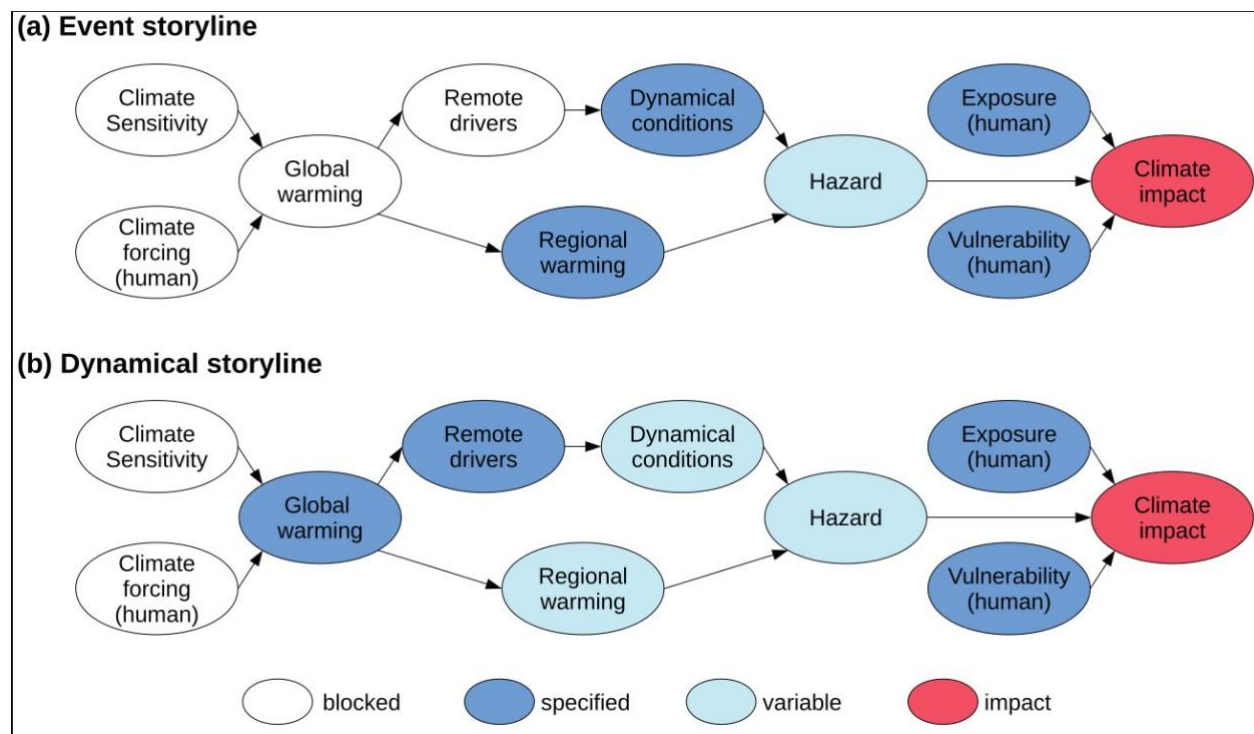 (a) Event storyline
Climate
Sensitivity
Remote
drivers
Dynamical
conditions
Exposure
(human)
Global
warming
Hazard
Climate
impact
Climate
forcing
(human)
Regional
warming
Vulnerability
(human)
(b) Dynamical storyline
Climate
Sensitivity
Remote
drivers
Dynamical
conditions
Exposure
(human)
Global
warming
Hazard
Climate
impact
Climate
forcing
(human)
Regional
warming
Vulnerability
(human)
blocked
specified
variable
impact